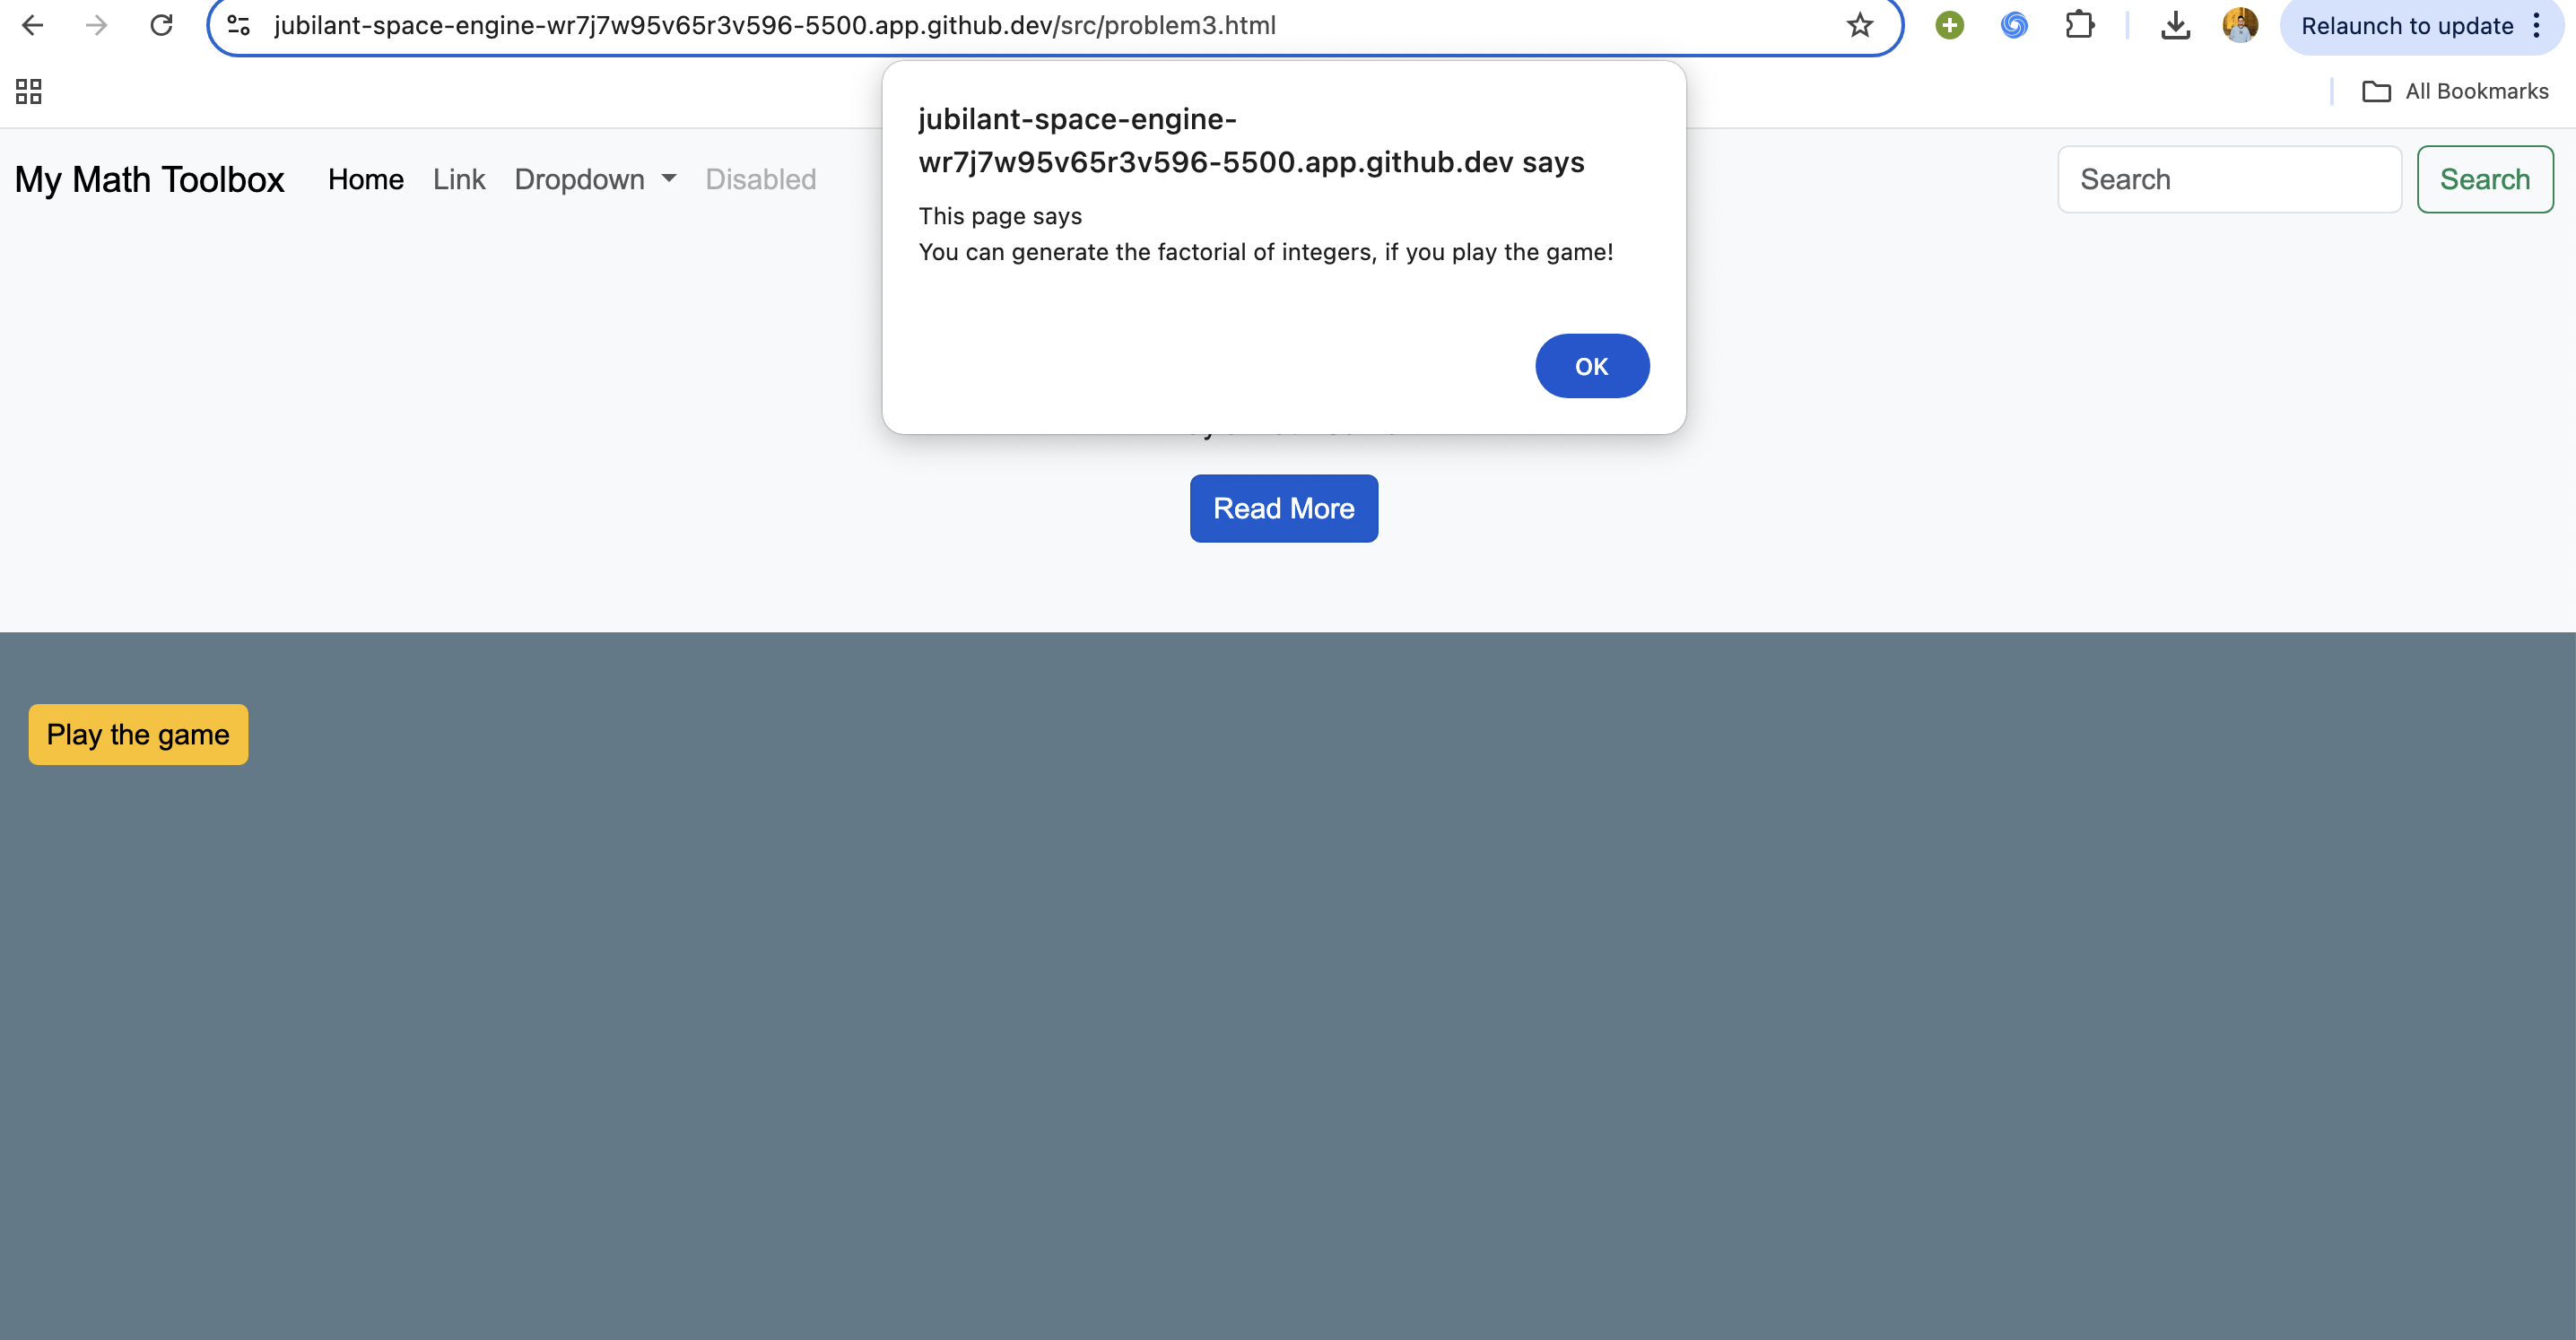 jubilant-space-engine-wr7j7w95v65r3v596-5500.app.github.dev/src/problem3.html
Relaunch to update
All Bookmarks
jubilant-space-engine-
wr7j7w95v65r3v596-5500.app.github.dev says
This page says
You can generate the factorial of integers, if you play the game!
OK
My Math Toolbox Home Link Dropdown Disabled Search Search
Read More
Play the game